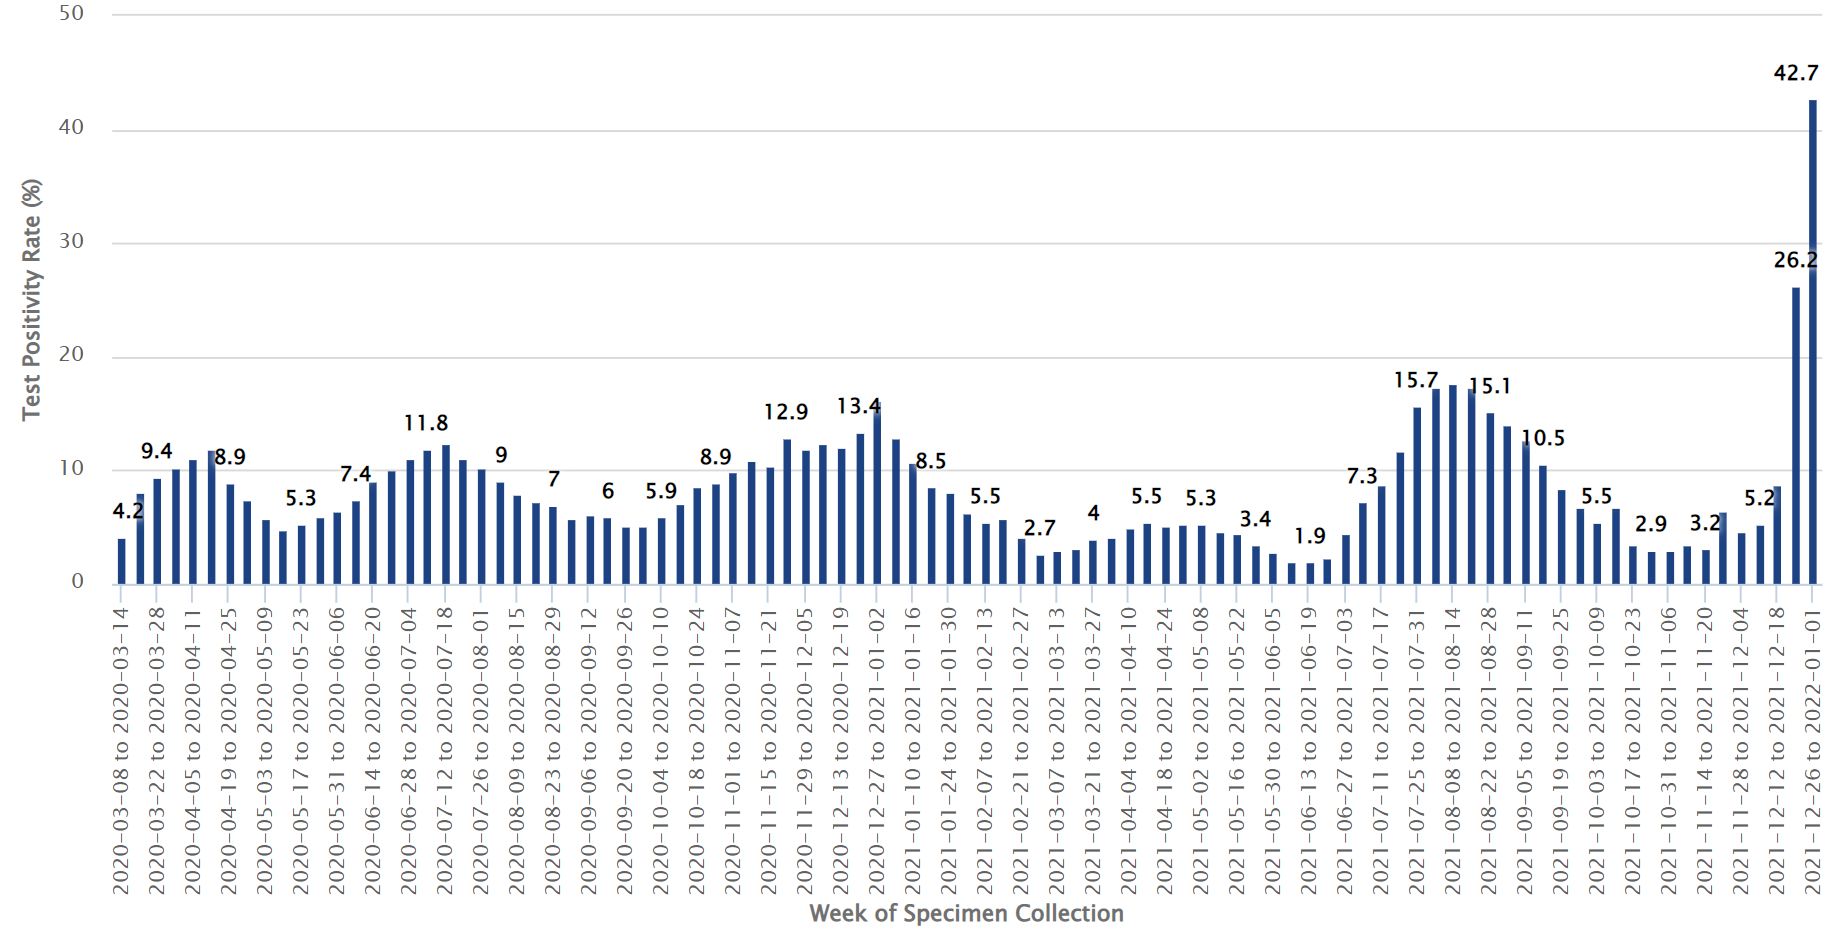 50
40
30
20
10
0
Test Positivity Rate (%)
4.2
9.4
8.9
5.3
7.4
11.8
9
7
6
5.9
8.9
12.9
13.4
8.5
5.5
2.7
4
5.5
5.3
3.4
1.9
7.3
15.7
15.1
10.5
5.5
2.9
3.2
5.2
26.2
42.7
2020-03-08 to 2020-03-14
2020-03-22 to 2020-03-28
2020-04-05 to 2020-04-11
2020-04-19 to 2020-04-25
2020-05-03 to 2020-05-09
2020-05-17 to 2020-05-23
2020-05-31 to 2020-06-06
2020-06-14 to 2020-06-20
2020-06-28 to 2020-07-04
2020-07-12 to 2020-07-18
2020-07-26 to 2020-08-01
2020-08-09 to 2020-08-15
2020-08-23 to 2020-08-29
2020-09-06 to 2020-09-12
2020-09-20 to 2020-09-26
2020-10-04 to 2020-10-10
2020-10-18 to 2020-10-24
2020-11-01 to 2020-11-07
2020-11-15 to 2020-11-21
2020-11-29 to 2020-12-05
2020-12-13 to 2020-12-19
2020-12-27 to 2021-01-02
2021-01-10 to 2021-01-16
2021-01-24 to 2021-01-30
2021-02-07 to 2021-02-13
2021-02-21 to 2021-02-27
2021-03-07 to 2021-03-13
2021-03-21 to 2021-03-27
2021-04-04 to 2021-04-10
2021-04-18 to 2021-04-24
2021-05-02 to 2021-05-08
2021-05-16 to 2021-05-22
2021-05-30 to 2021-06-05
2021-06-13 to 2021-06-19
2021-06-27 to 2021-07-03
2021-07-11 to 2021-07-17
2021-07-25 to 2021-07-31
2021-08-08 to 2021-08-14
2021-08-22 to 2021-08-28
2021-09-05 to 2021-09-11
2021-09-19 to 2021-09-25
2021-10-03 to 2021-10-09
2021-10-17 to 2021-10-23
2021-10-31 to 2021-11-06
2021-11-14 to 2021-11-20
2021-11-28 to 2021-12-04
2021-12-12 to 2021-12-18
2021-12-26 to 2022-01-01
Week of Specimen Collection